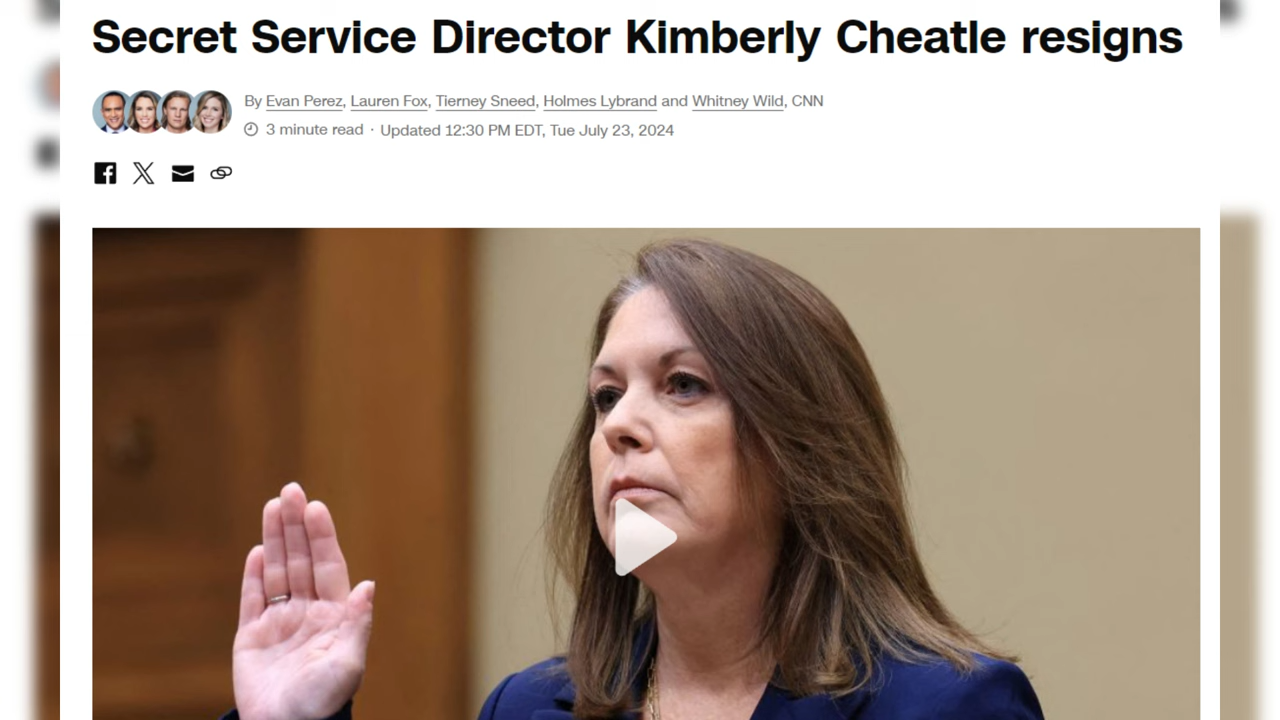 Secret Service Director Kimberly Cheatle resigns
By Evan Perez, Lauren Fox, Tierney Sneed, Holmes Lybrand and Whitney Wild, CNN
3 minute read · Updated 12:30 PM EDT, Tue July 23, 2024